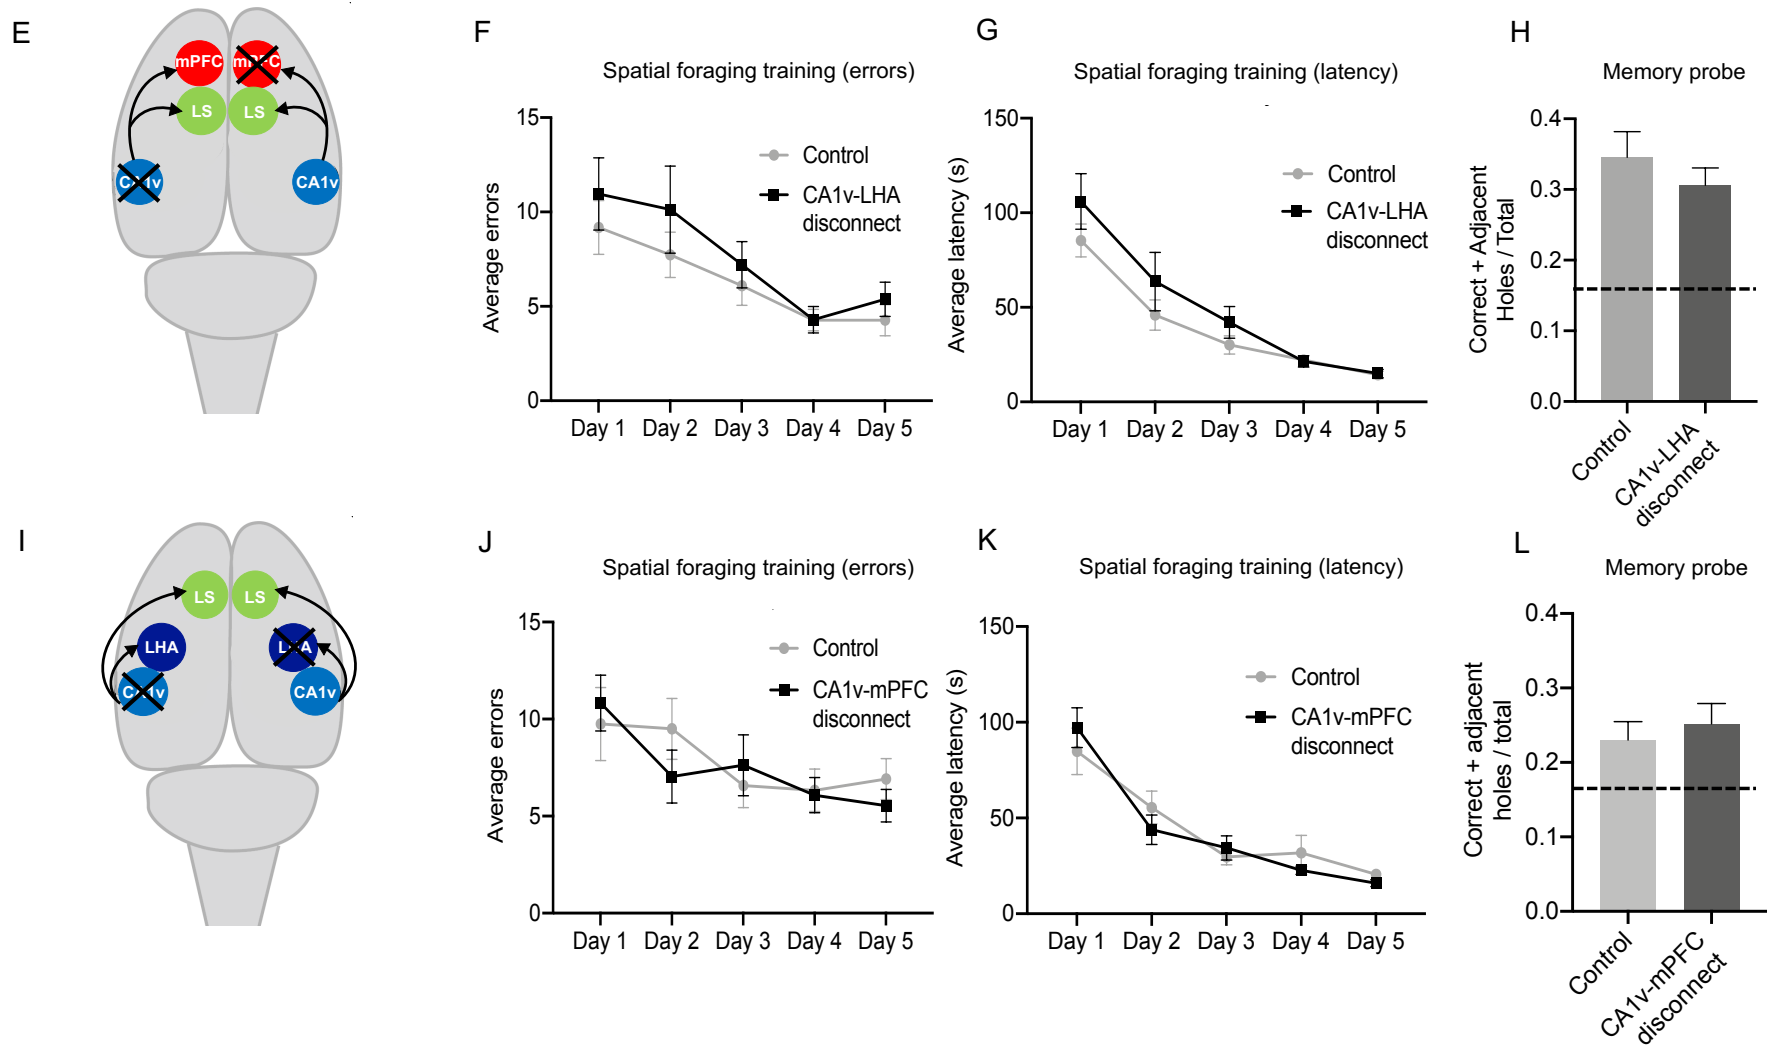 E
mPFC
mPFC
LS
LS
CA1v
CA1v
F
Spatial foraging training (errors)
Average errors
15
10
5
0
Control
CA1v-LHA
disconnect
Day 1 Day 2 Day 3 Day 4 Day 5
G
Spatial foraging training (latency)
Average latency (s)
150
100
50
0
Control
CA1v-LHA
disconnect
Day 1 Day 2 Day 3 Day 4 Day 5
H
Memory probe
Correct + Adjacent
Holes / Total
0.4
0.3
0.2
0.1
0.0
Control
CA1v-LHA
disconnect
I
LS
LS
LHA
LHA
CA1v
CA1v
J
Spatial foraging training (errors)
Average errors
15
10
5
0
Control
CA1v-mPFC
disconnect
Day 1 Day 2 Day 3 Day 4 Day 5
K
Spatial foraging training (latency)
Average latency (s)
150
100
50
0
Control
CA1v-mPFC
disconnect
Day 1 Day 2 Day 3 Day 4 Day 5
L
Memory probe
Correct + adjacent
holes / total
0.4
0.3
0.2
0.1
0.0
Control
CA1v-mPFC
disconnect